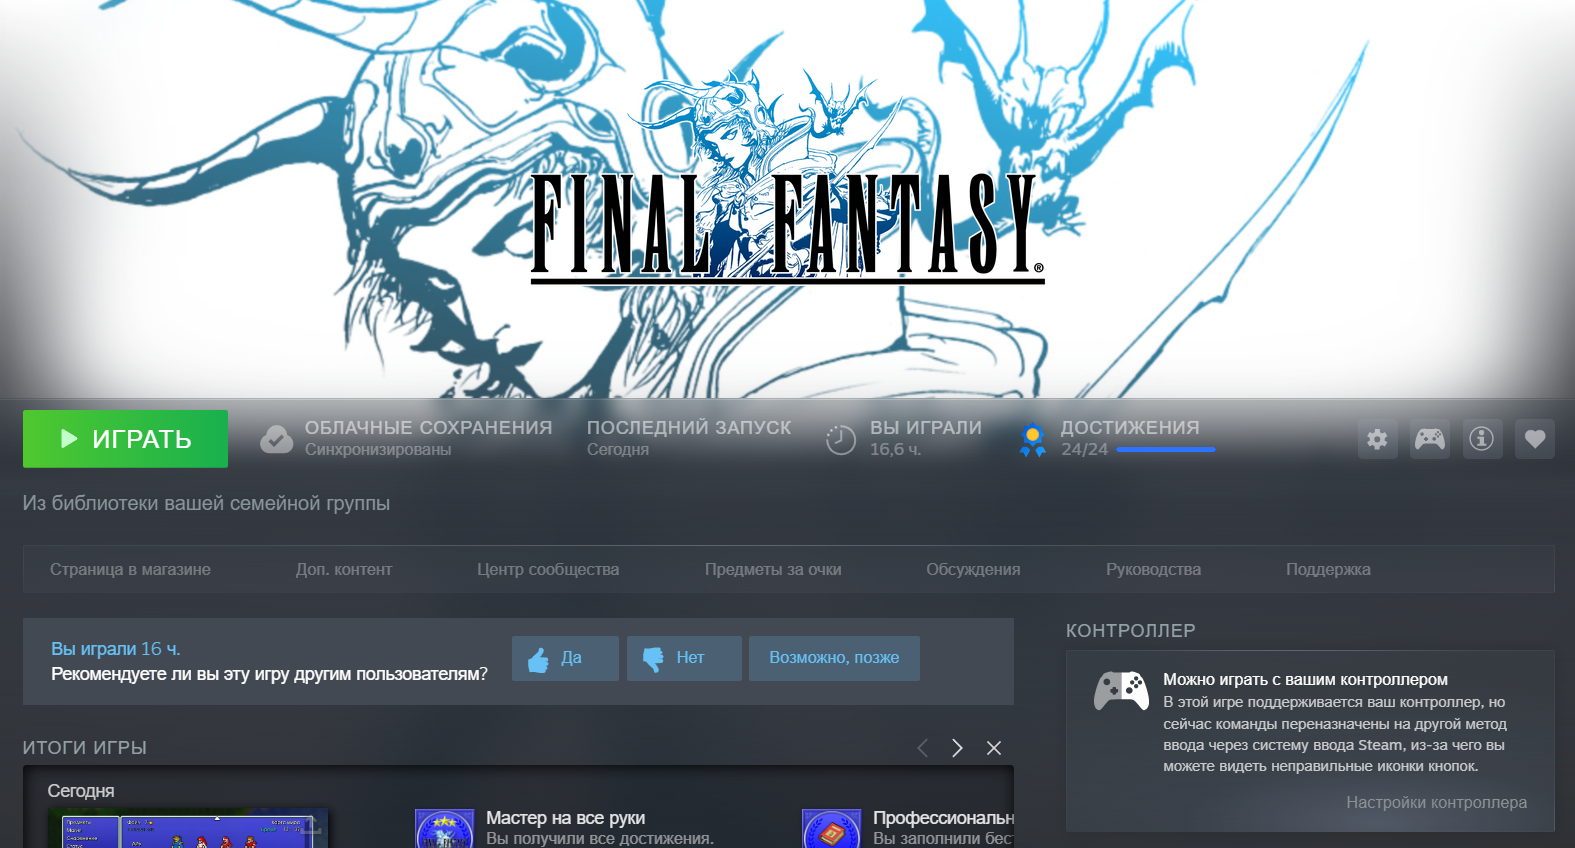 FINAL FANTASY®
ИГРАТЬ
ОБЛАЧНЫЕ СОХРАНЕНИЯ
Синхронизированы
ПОСЛЕДНИЙ ЗАПУСК
Сегодня
ВЫ ИГРАЛИ
16,6 ч.
ДОСТИЖЕНИЯ
24/24
Из библиотеки вашей семейной группы
Страница в магазине
Доп. контент
Центр сообщества
Предметы за очки
Обсуждения
Руководства
Поддержка
Вы играли 16 ч.
Рекомендуете ли вы эту игру другим пользователям?
Да
Нет
Возможно, позже
КОНТРОЛЛЕР
Можно играть с вашим контроллером
В этой игре поддерживается ваш контроллер, но
сейчас команды переназначены на другой метод
ввода через систему ввода Steam, из-за чего вы
можете видеть неправильные иконки кнопок.
Настройки контроллера
ИТОГИ ИГРЫ
Сегодня
Предметы
Магия
Снаряжение
Статус
Мастер на все руки
Вы получили все достижения.
Профессиональн
Вы заполнили бес